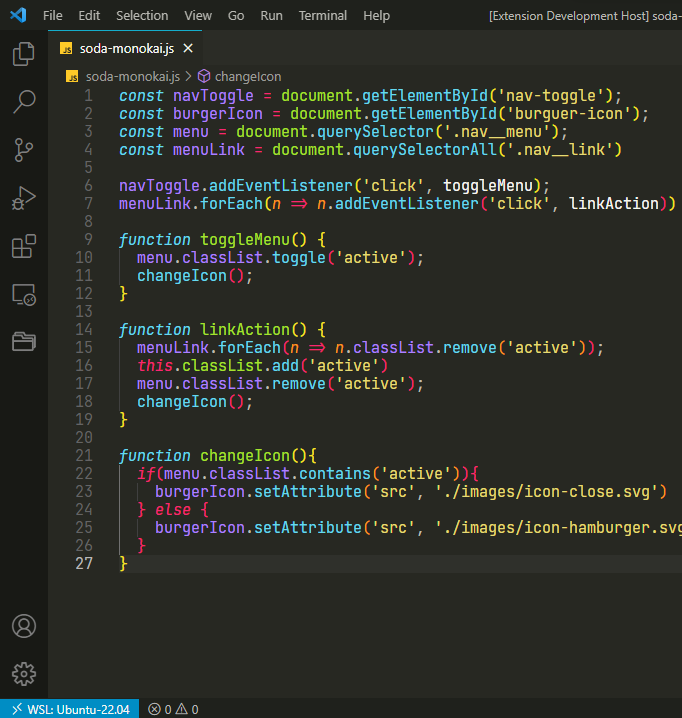 File Edit Selection View Go Run Terminal Help [Extension Development Host] soda-
JS soda-monokai.js ×
JS soda-monokai.js > changeIcon
1 const navToggle = document.getElementById('nav-toggle');
2 const burgerIcon = document.getElementById('burguer-icon');
3 const menu = document.querySelector('.nav__menu');
4 const menuLink = document.querySelectorAll('.nav__link')
5
6 navToggle.addEventListener('click', toggleMenu);
7 menuLink.forEach(n => n.addEventListener('click', linkAction))
8
9 function toggleMenu() {
10 menu.classList.toggle('active');
11 changeIcon();
12 }
13
14 function linkAction() {
15 menuLink.forEach(n => n.classList.remove('active'));
16 this.classList.add('active')
17 menu.classList.remove('active');
18 changeIcon();
19 }
20
21 function changeIcon(){
22 if(menu.classList.contains('active')){
23 burgerIcon.setAttribute('src', './images/icon-close.svg')
24 } else {
25 burgerIcon.setAttribute('src', './images/icon-hamburger.svg
26 }
27 }
WSL: Ubuntu-22.04 0 0